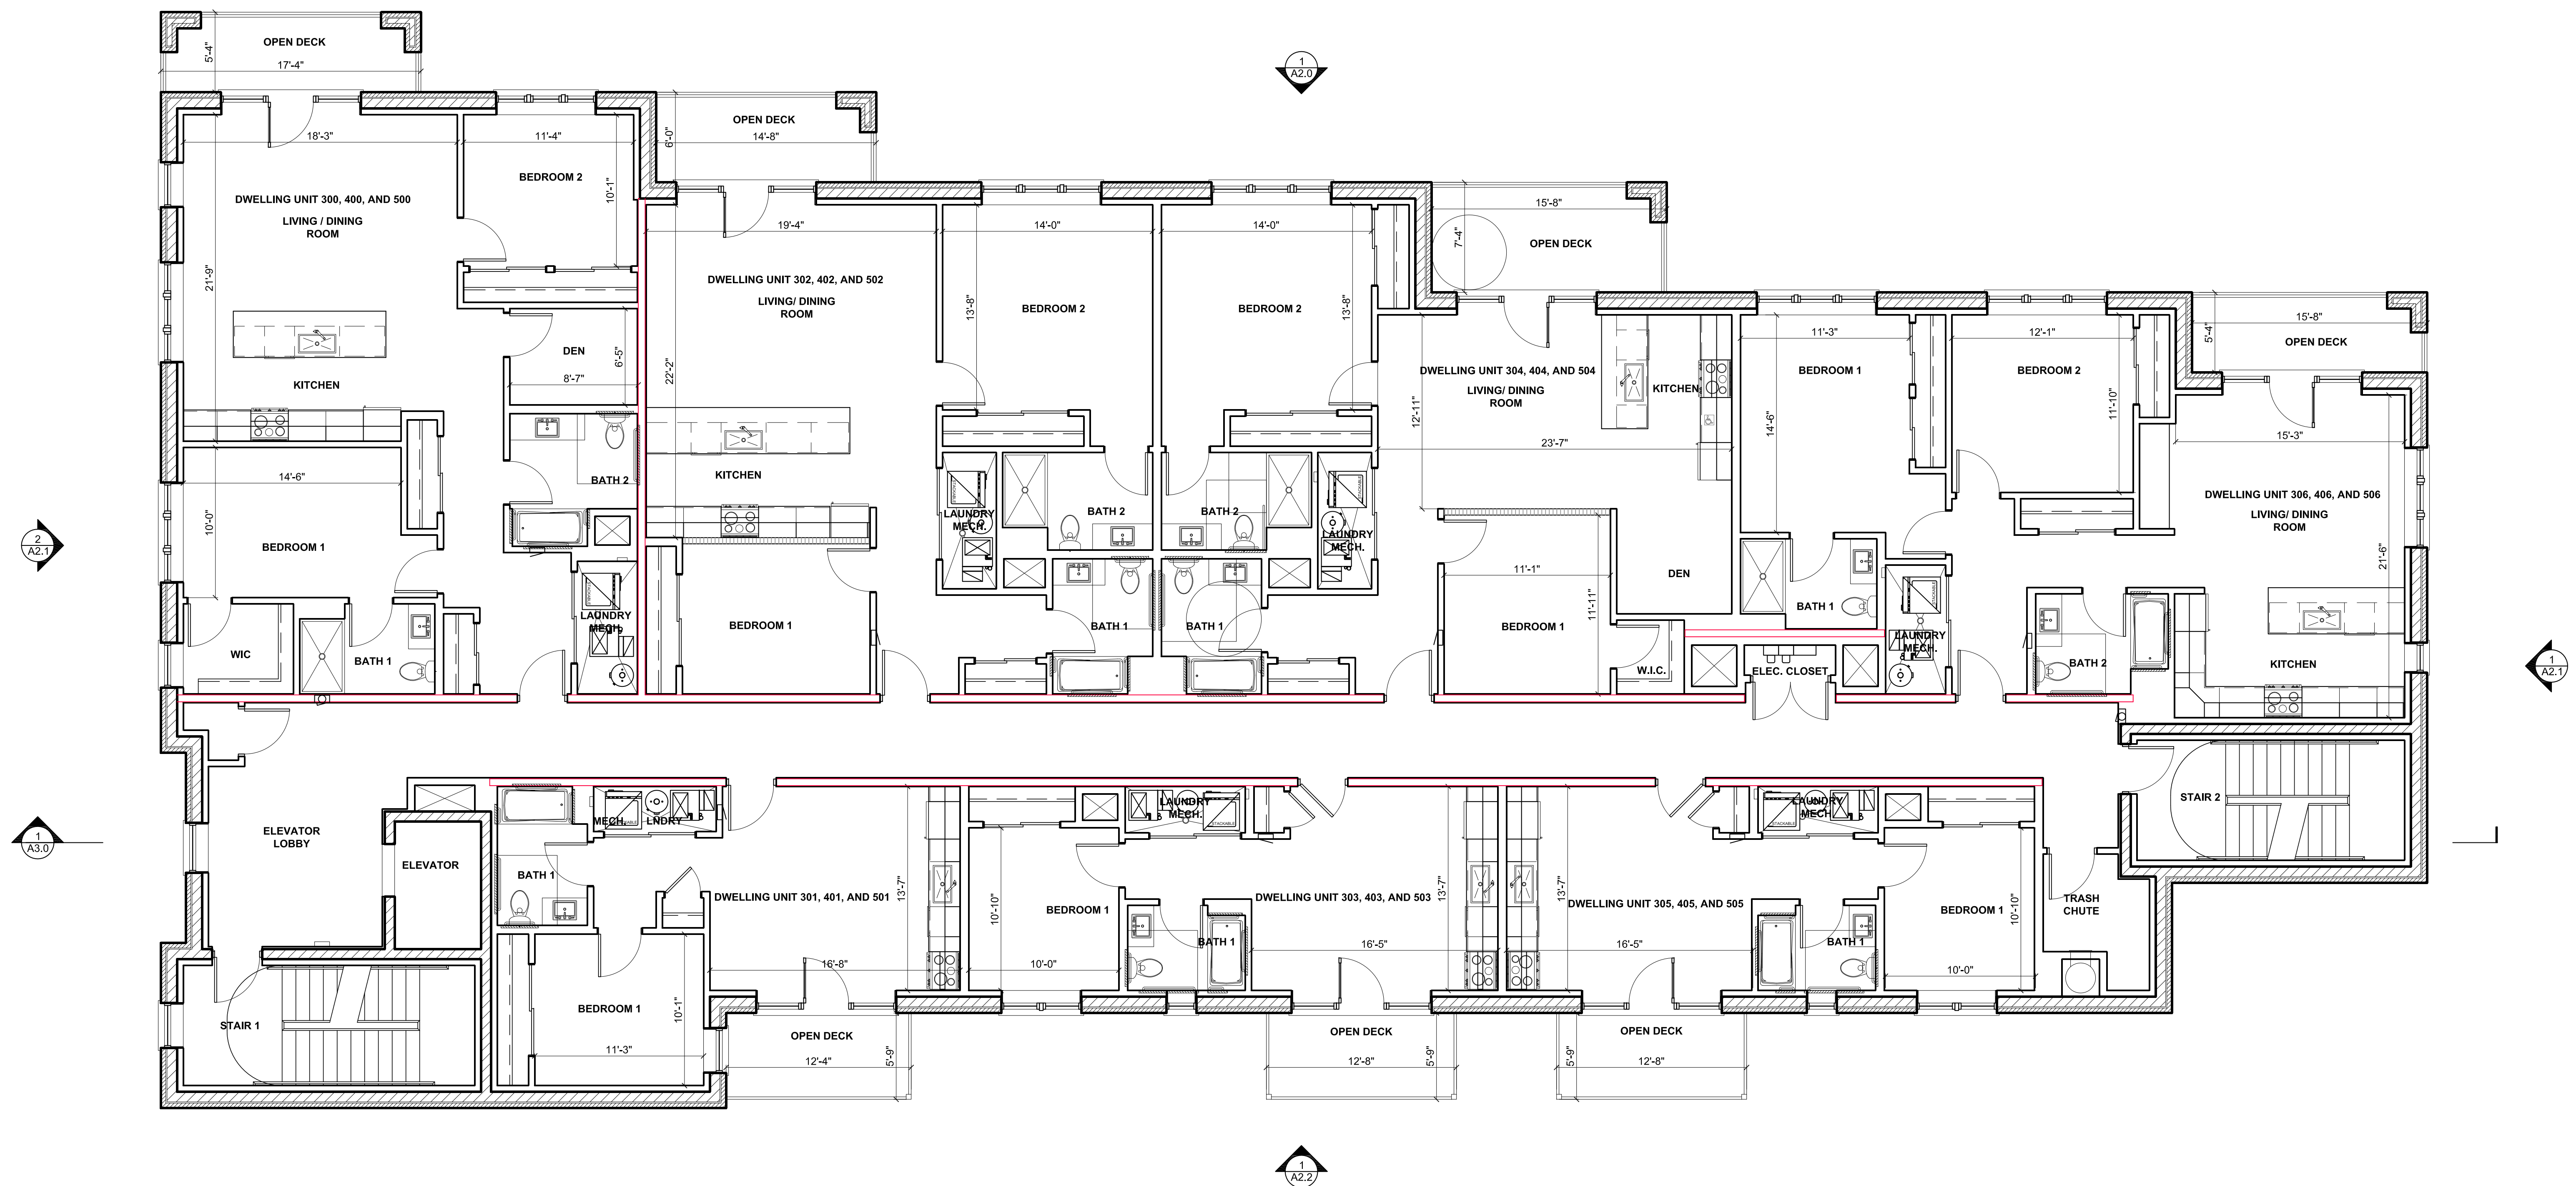 OPEN DECK
5'-4"
17'-4"
1
A2.0
OPEN DECK
6'-0"
14'-8"
18'-3"
11'-4"
BEDROOM 2
10'-1"
DWELLING UNIT 300, 400, AND 500
LIVING / DINING
ROOM
21'-9"
KITCHEN
DEN
6'-5"
8'-7"
BATH 2
14'-6"
10'-0"
BEDROOM 1
LAUNDRY
MECH.
WIC
BATH 1
19'-4"
DWELLING UNIT 302, 402, AND 502
LIVING/ DINING
ROOM
22'-2"
KITCHEN
BEDROOM 1
14'-0"
13'-8"
BEDROOM 2
LAUNDRY
MECH.
STACKABLE
BATH 2
BATH 1
14'-0"
13'-8"
BEDROOM 2
BATH 2
LAUNDRY
MECH.
STACKABLE
BATH 1
15'-8"
7'-4"
OPEN DECK
DWELLING UNIT 304, 404, AND 504
LIVING/ DINING
ROOM
KITCHEN
12'-11"
23'-7"
11'-1"
11'-11"
BEDROOM 1
DEN
W.I.C.
ELEC. CLOSET
11'-3"
BEDROOM 1
14'-6"
BATH 1
LAUNDRY
MECH.
12'-1"
BEDROOM 2
11'-10"
15'-8"
5'-4"
OPEN DECK
15'-3"
DWELLING UNIT 306, 406, AND 506
LIVING/ DINING
ROOM
21'-6"
KITCHEN
BATH 2
2
A2.1
1
A2.1
1
A3.0
ELEVATOR
LOBBY
ELEVATOR
STAIR 1
BATH 1
MECH.
LNDRY
STACKABLE
DWELLING UNIT 301, 401, AND 501
13'-7"
16'-8"
BEDROOM 1
10'-1"
11'-3"
OPEN DECK
12'-4"
5'-9"
LAUNDRY
MECH.
STACKABLE
10'-10"
BEDROOM 1
10'-0"
BATH 1
DWELLING UNIT 303, 403, AND 503
13'-7"
16'-5"
OPEN DECK
12'-8"
5'-9"
13'-7"
DWELLING UNIT 305, 405, AND 505
16'-5"
LAUNDRY
MECH.
STACKABLE
BATH 1
BEDROOM 1
10'-10"
10'-0"
OPEN DECK
5'-9"
12'-8"
TRASH
CHUTE
STAIR 2
1
A2.2